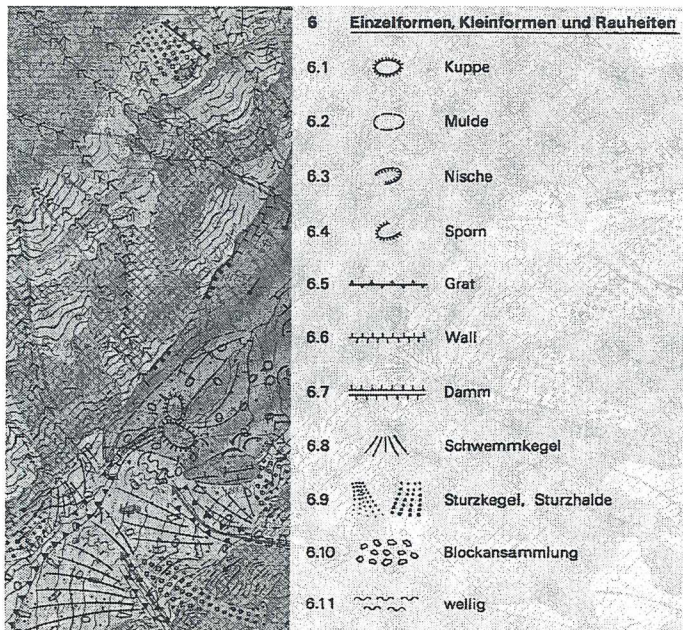 6 Einzelformen, Kleinformen und Rauheiten
6.1 Kuppe
6.2 Mulde
6.3 Nische
6.4 Sporn
6.5 Grat
6.6 Wall
6.7 Damm
6.8 Schwemmkegel
6.9 Sturzkegel, Sturzhalde
6.10 Blockansammlung
6.11 wellig